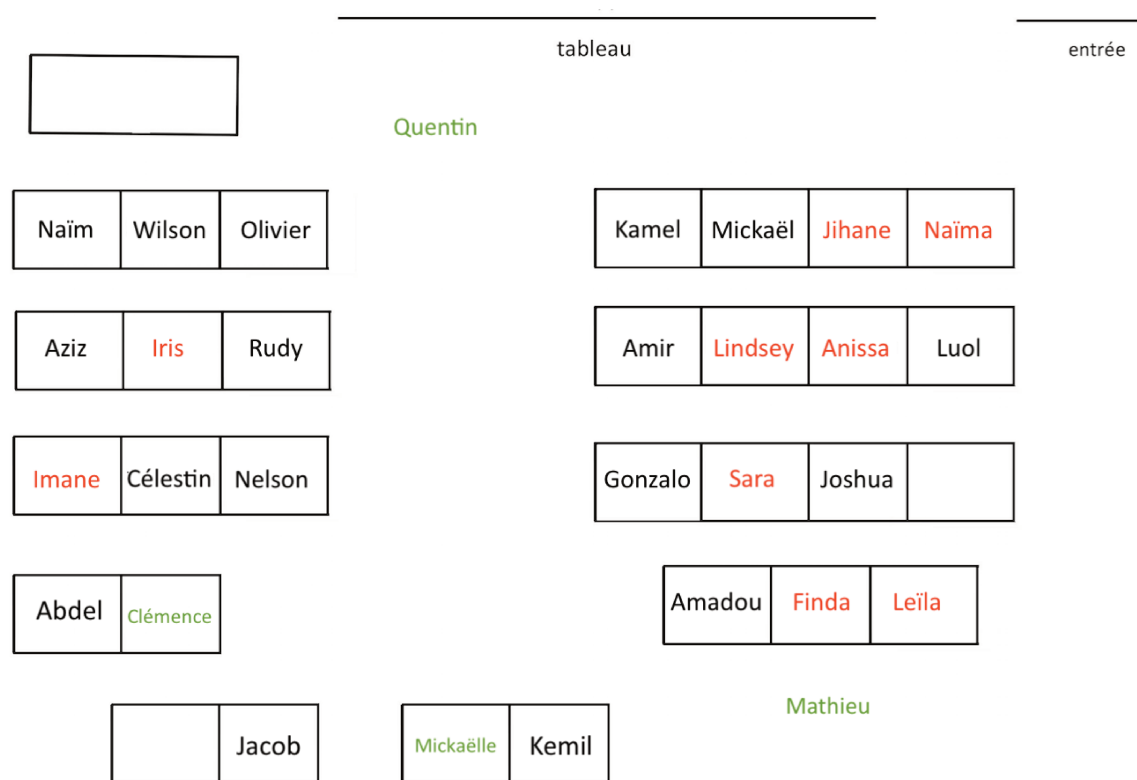 tableau
entrée
Quentin
Naïm Wilson Olivier Kamel Mickaël Jihane Naïma
Aziz Iris Rudy Amir Lindsey Anissa Luol
Imane Célestin Nelson Gonzalo Sara Joshua
Abdel Clémence Amadou Finda Leïla
Mathieu
Jacob Mickaëlle Kemil